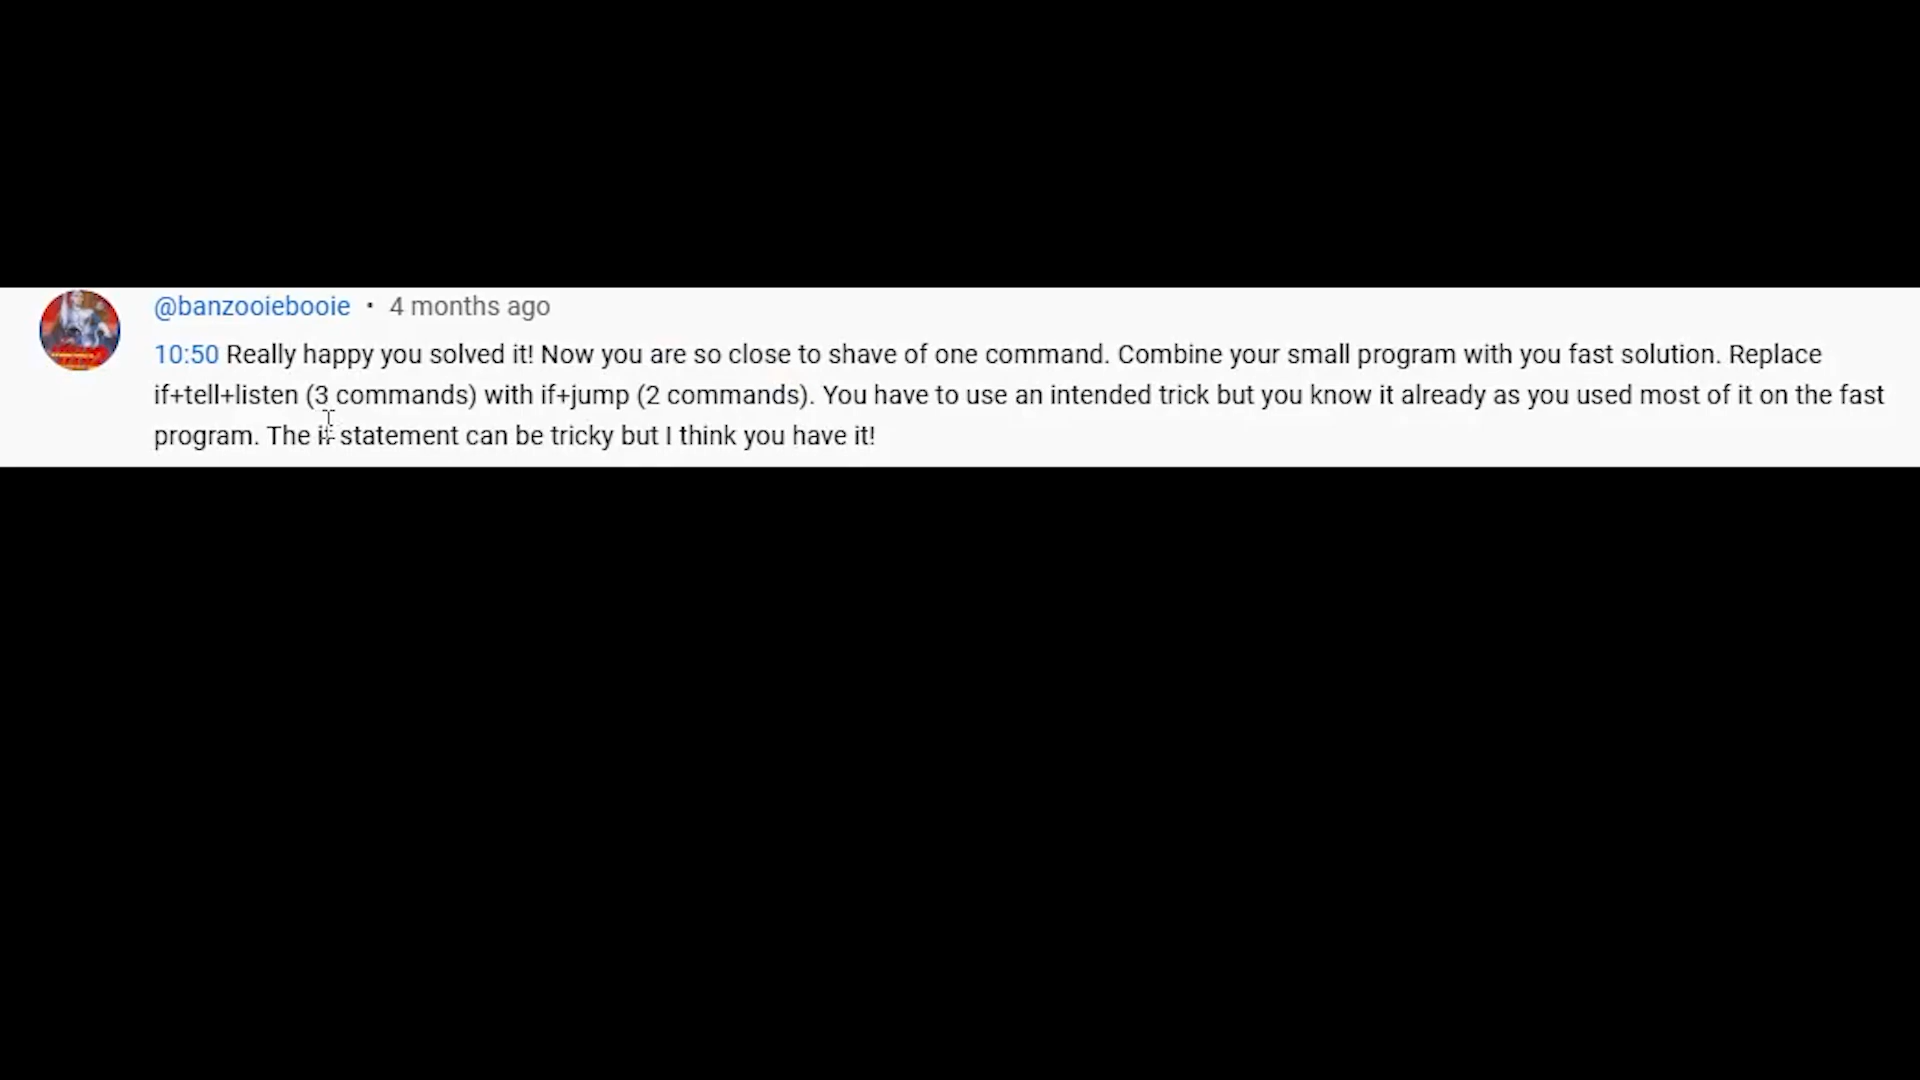 @banzooiebooie • 4 months ago
10:50 Really happy you solved it! Now you are so close to shave of one command. Combine your small program with you fast solution. Replace
if+tell+listen (3 commands) with if+jump (2 commands). You have to use an intended trick but you know it already as you used most of it on the fast
program. The if statement can be tricky but I think you have it!